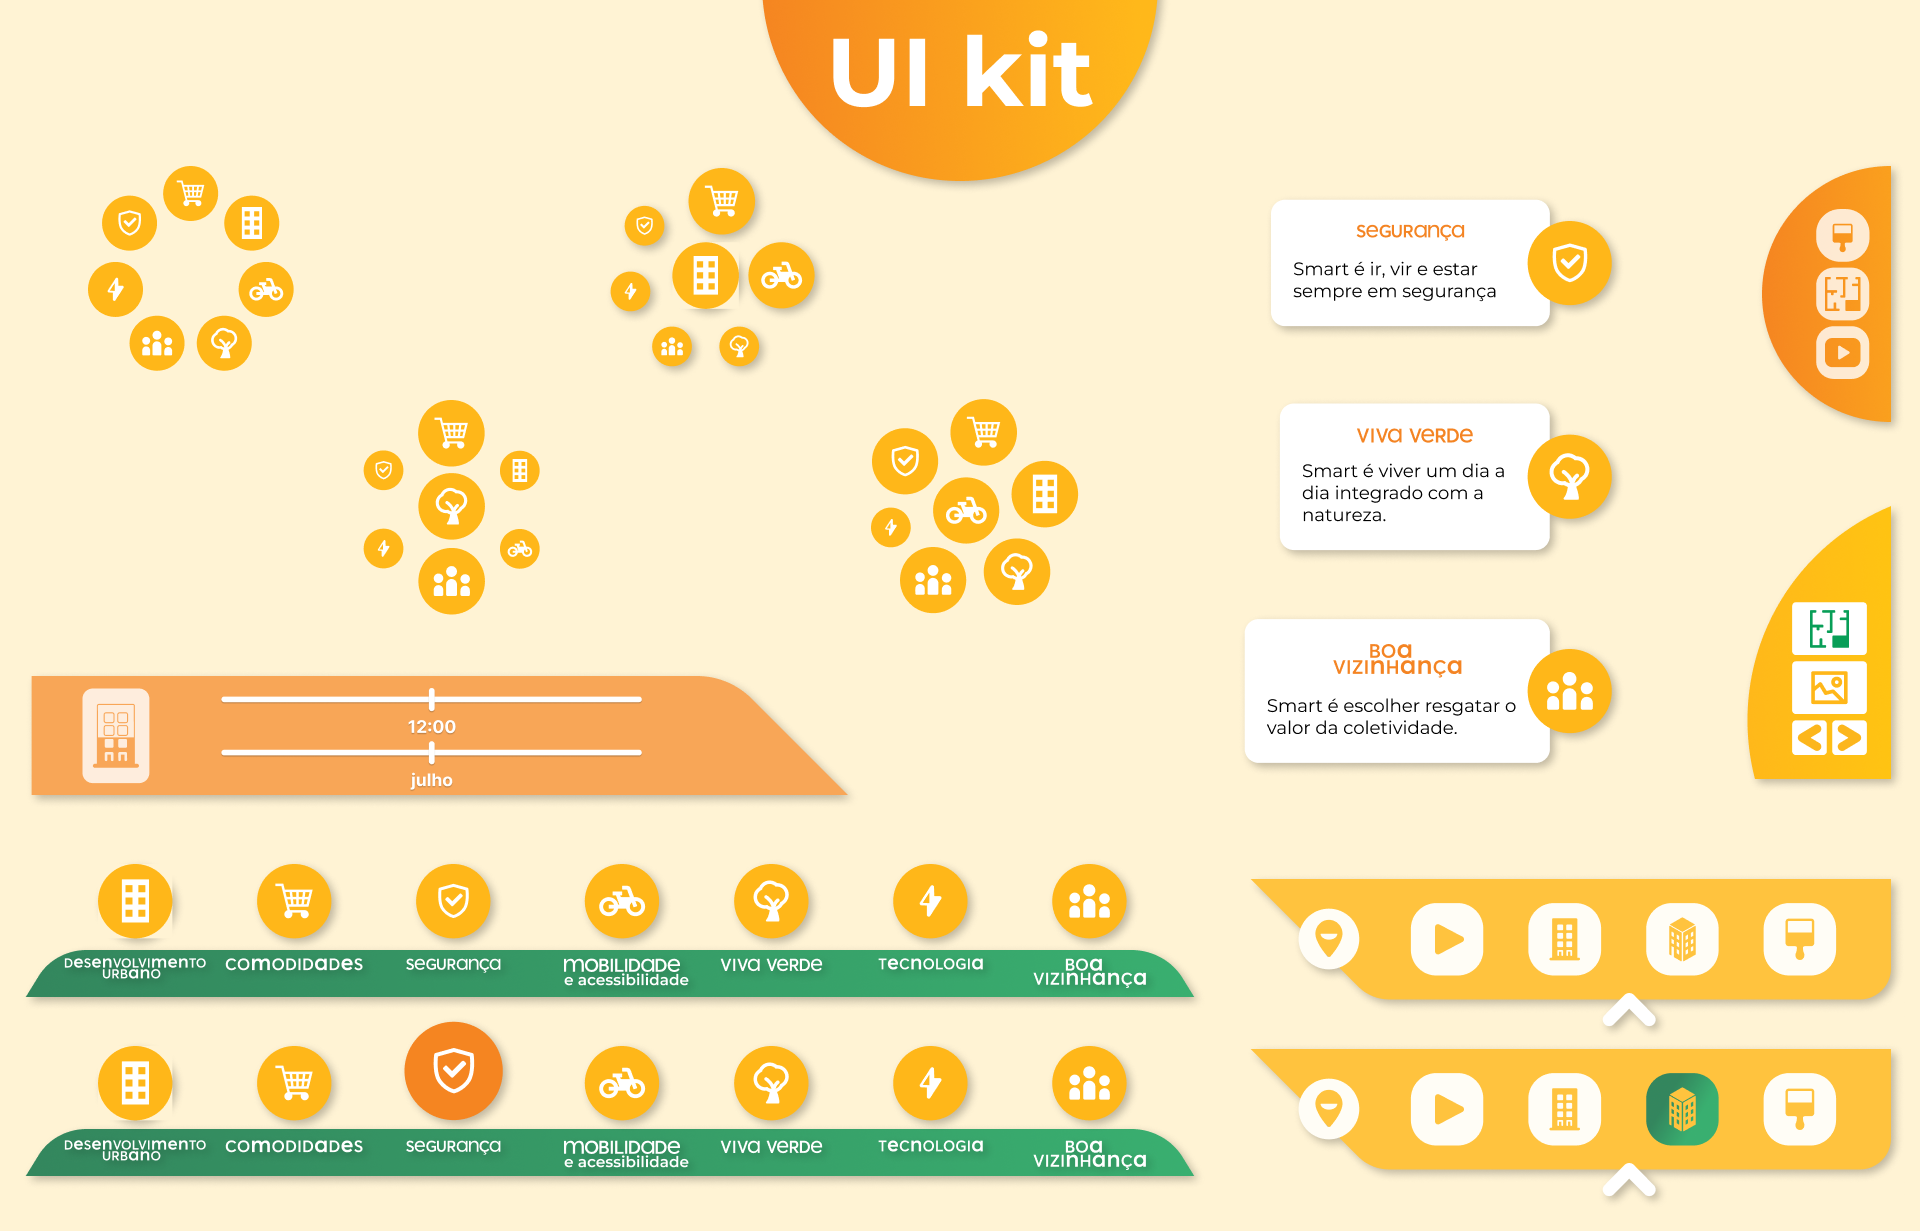 UI kit
segurança
Smart é ir, vir e estar
sempre em segurança
VIVa VERDe
Smart é viver um dia a
dia integrado com a
natureza.
BOa
VIZInHança
Smart é escolher resgatar o
valor da coletividade.
12:00
julho
DesenVOLVImenTO
URBanO
COmODIDaDes
segurança
mOBILIDaDe
e acessibilidade
VIVa VERDe
TecnOLOGIa
BOa
VIZInHança
DesenVOLVImenTO
URBanO
COmODIDaDes
segurança
mOBILIDaDe
e acessibilidade
VIVa VERDe
TecnOLOGIa
BOa
VIZInHança